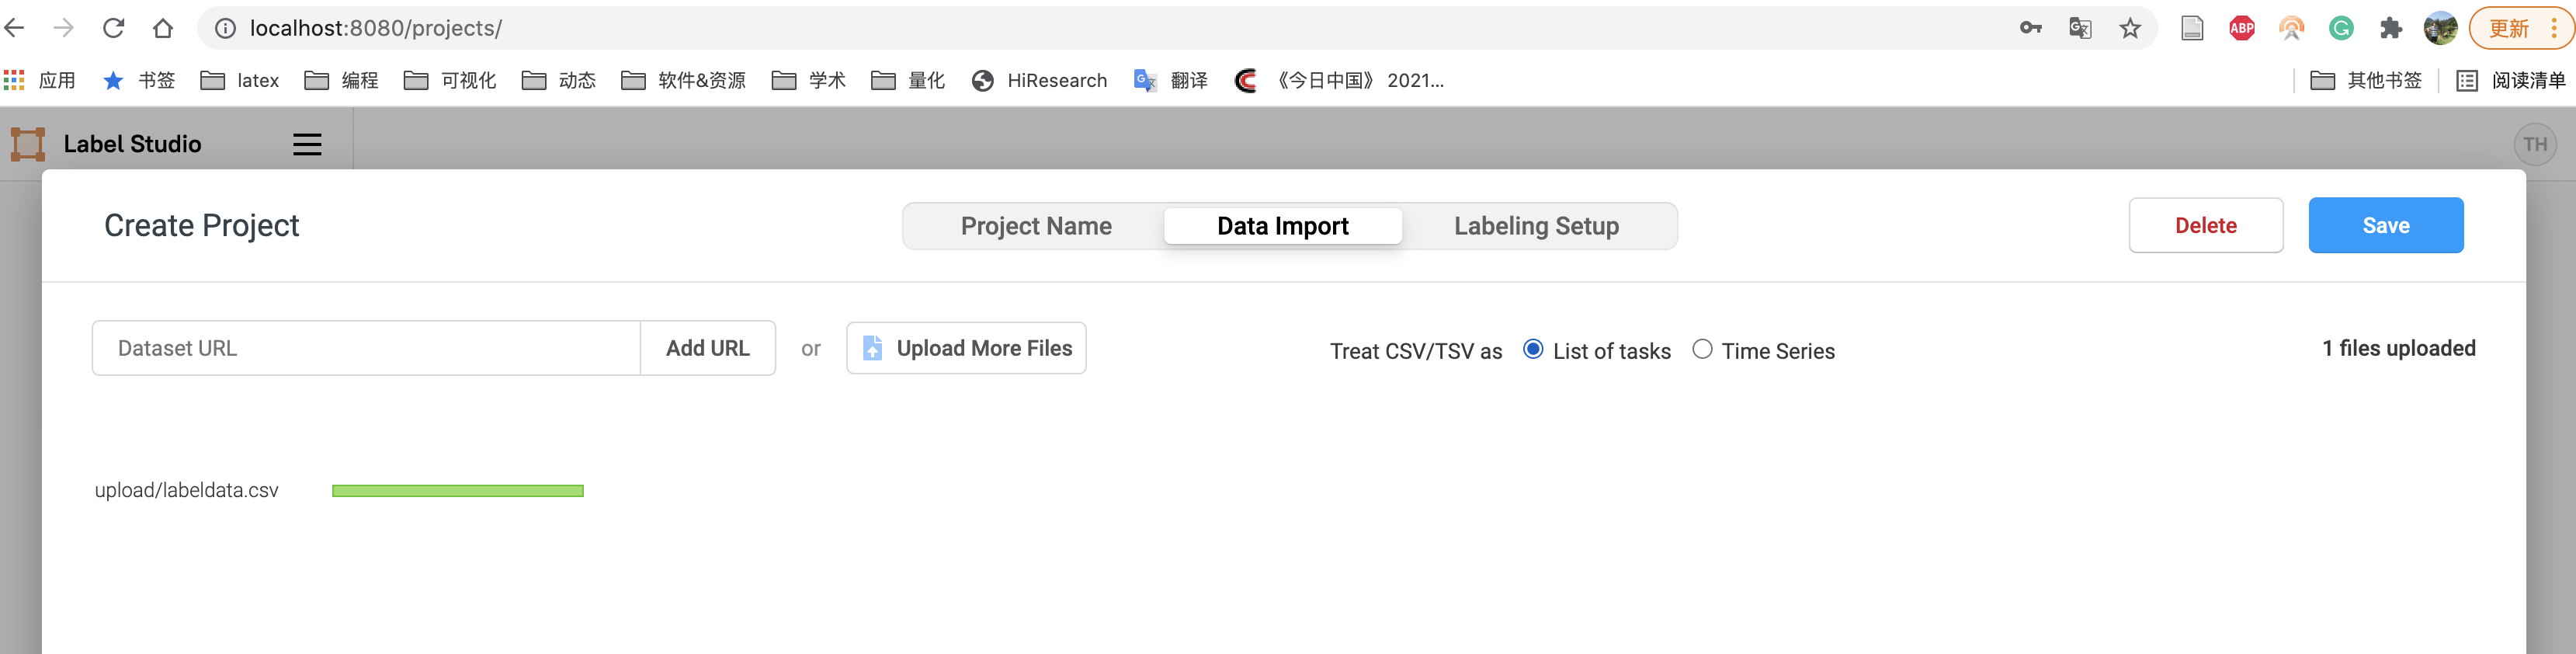 localhost:8080/projects/
ABP
更新
应用 书签 latex 编程 可视化 动态 软件&资源 学术 量化 HiResearch 翻译 《今日中国》 2021... 其他书签 阅读清单
Label Studio
TH
Create Project
Project Name Data Import Labeling Setup
Delete Save
Dataset URL Add URL or Upload More Files Treat CSV/TSV as List of tasks Time Series 1 files uploaded
upload/labeldata.csv